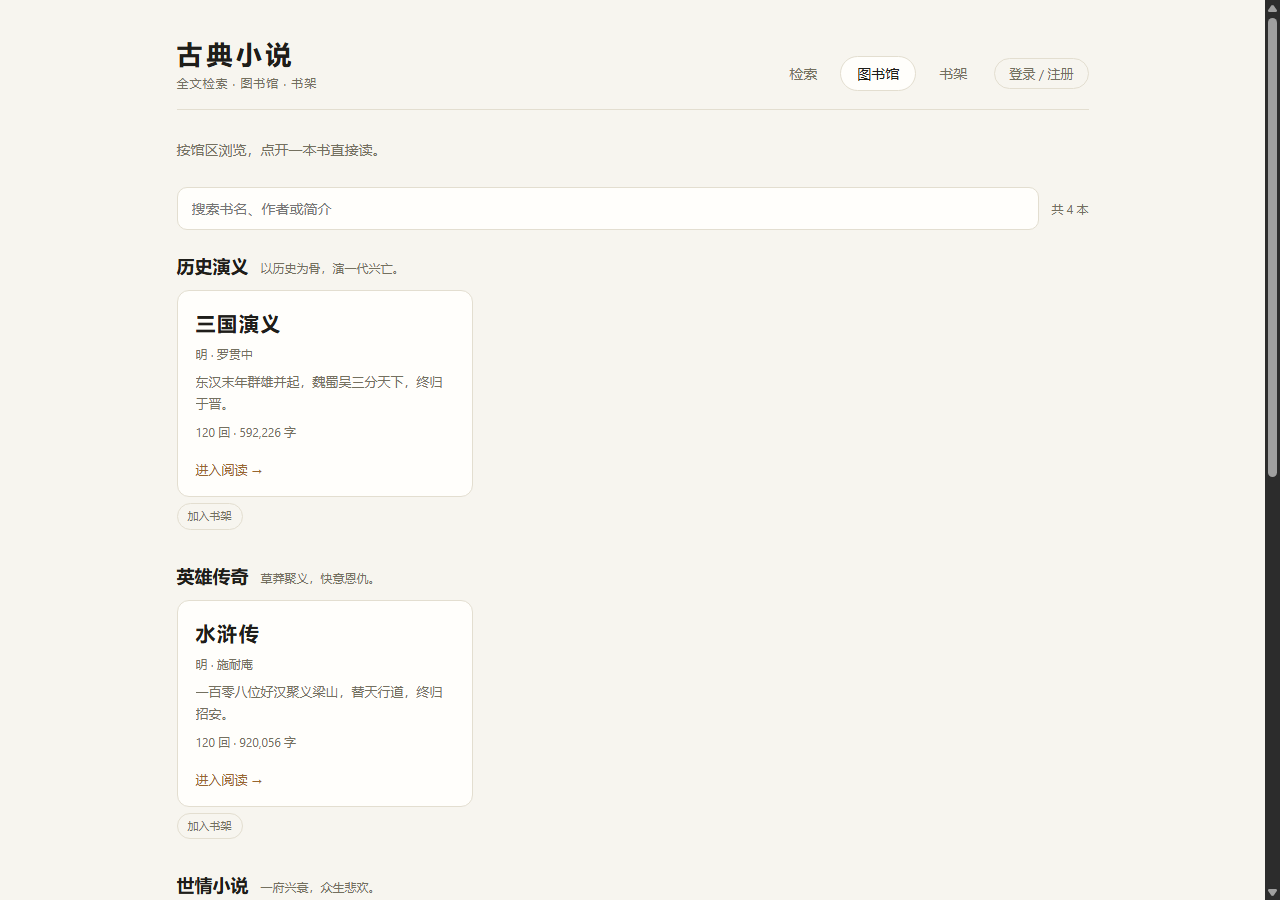 古典小说
全文检索 · 图书馆 · 书架
检索
图书馆
书架
登录 / 注册
按馆区浏览，点开一本书直接读。
搜索书名、作者或简介
共 4 本
历史演义 以历史为骨，演一代兴亡。
三国演义
明 · 罗贯中
东汉末年群雄并起，魏蜀吴三分天下，终归
于晋。
120 回 · 592,226 字
进入阅读 →
加入书架
英雄传奇 草莽聚义，快意恩仇。
水浒传
明 · 施耐庵
一百零八位好汉聚义梁山，替天行道，终归
招安。
120 回 · 920,056 字
进入阅读 →
加入书架
世情小说 一府兴衰，众生悲欢。